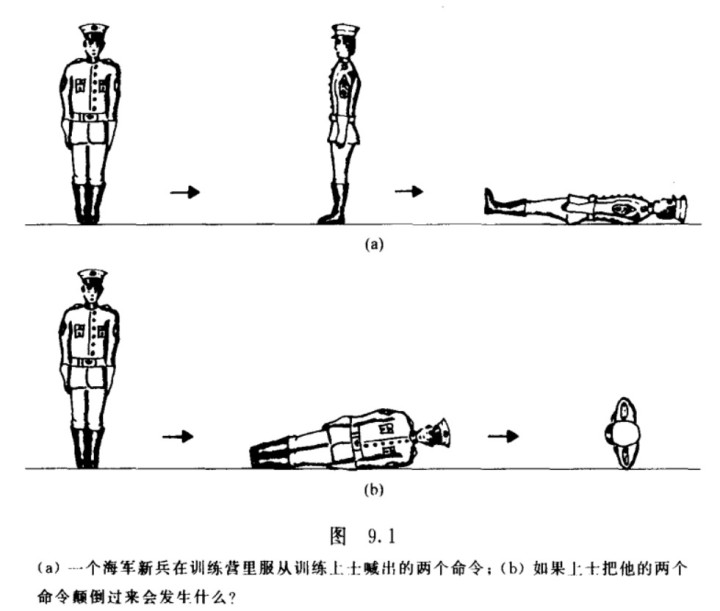 (a)
(b)
图 9.1
(a) 一个海军新兵在训练营里服从训练上士喊出的两个命令；(b) 如果上士把他的两个
命令颠倒过来会发生什么？